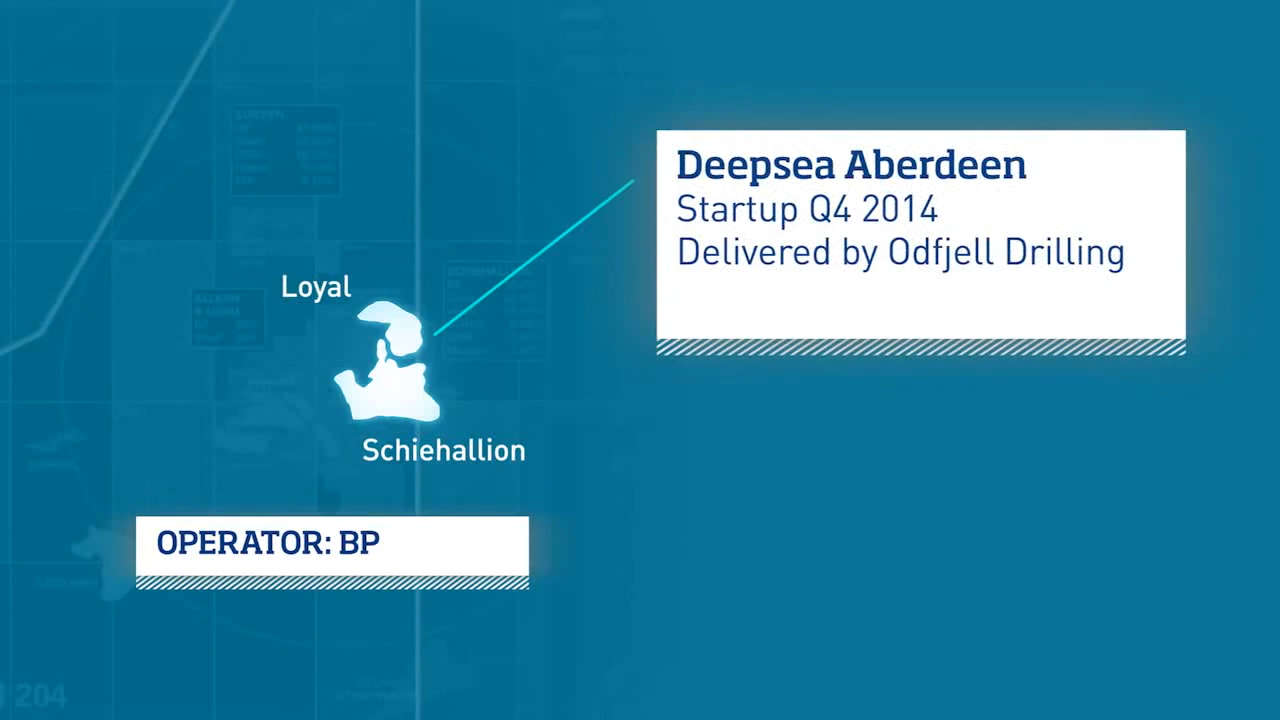 Deepsea Aberdeen
Startup Q4 2014
Delivered by Odfjell Drilling
Loyal
Schiehallion
OPERATOR: BP
204